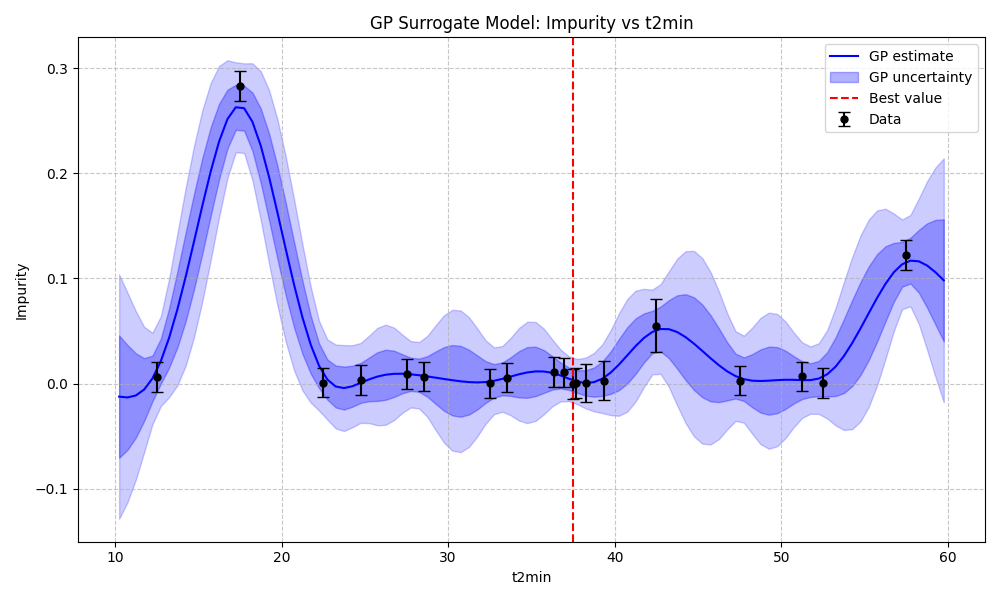 GP Surrogate Model: Impurity vs t2min
Impurity
0.3
0.2
0.1
0.0
−0.1
GP estimate
GP uncertainty
Best value
Data
10
20
30
40
50
60
t2min